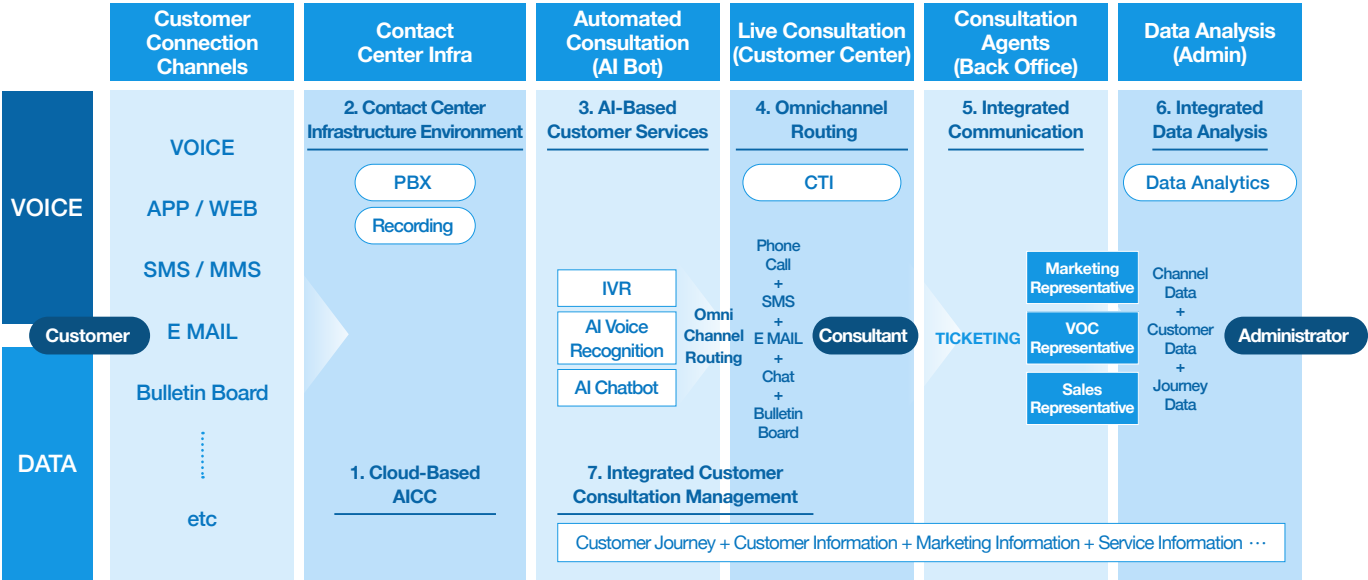 Customer
Connection
Channels
Contact
Center Infra
Automated
Consultation
(AI Bot)
Live Consultation
(Customer Center)
Consultation
Agents
(Back Office)
Data Analysis
(Admin)
VOICE
DATA
Customer
VOICE
APP / WEB
SMS / MMS
E MAIL
Bulletin Board
etc
2. Contact Center
Infrastructure Environment
PBX
Recording
1. Cloud-Based
AICC
3. AI-Based
Customer Services
IVR
AI Voice
Recognition
AI Chatbot
Omni
Channel
Routing
4. Omnichannel
Routing
CTI
Phone
Call
+
SMS
+
E MAIL
+
Chat
+
Bulletin
Board
Consultant
5. Integrated
Communication
TICKETING
Marketing
Representative
VOC
Representative
Sales
Representative
6. Integrated
Data Analysis
Data Analytics
Channel
Data
+
Customer
Data
+
Journey
Data
Administrator
7. Integrated Customer
Consultation Management
Customer Journey + Customer Information + Marketing Information + Service Information ···